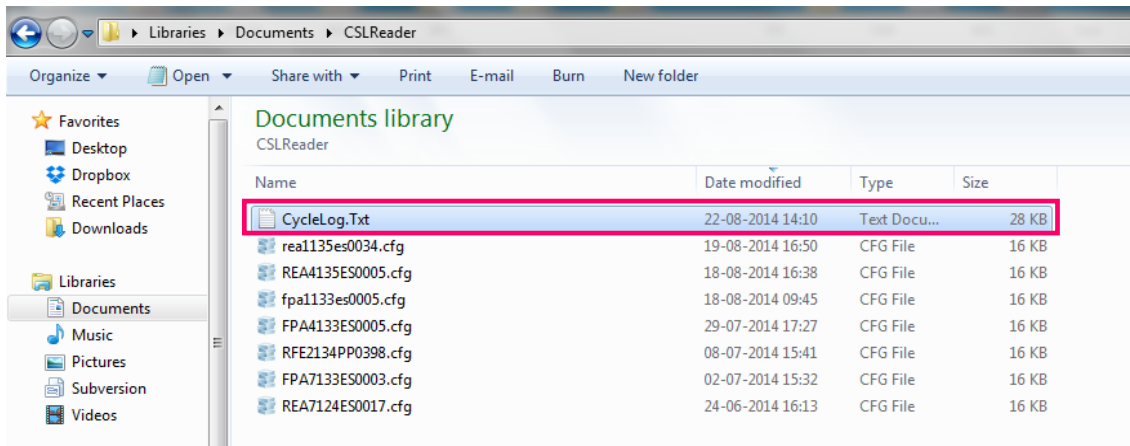 Libraries Documents CSLReader
Organize Open Share with Print E-mail Burn New folder
Favorites
Desktop
Dropbox
Recent Places
Downloads
Libraries
Documents
Music
Pictures
Subversion
Videos
Documents library
CSLReader
Name Date modified Type Size
CycleLog.Txt 22-08-2014 14:10 Text Docu... 28 KB
rea1135es0034.cfg 19-08-2014 16:50 CFG File 16 KB
REA4135ES0005.cfg 18-08-2014 16:38 CFG File 16 KB
fpa1133es0005.cfg 18-08-2014 09:45 CFG File 16 KB
FPA4133ES0005.cfg 29-07-2014 17:27 CFG File 16 KB
RFE2134PP0398.cfg 08-07-2014 15:41 CFG File 16 KB
FPA7133ES0003.cfg 02-07-2014 15:32 CFG File 16 KB
REA7124ES0017.cfg 24-06-2014 16:13 CFG File 16 KB